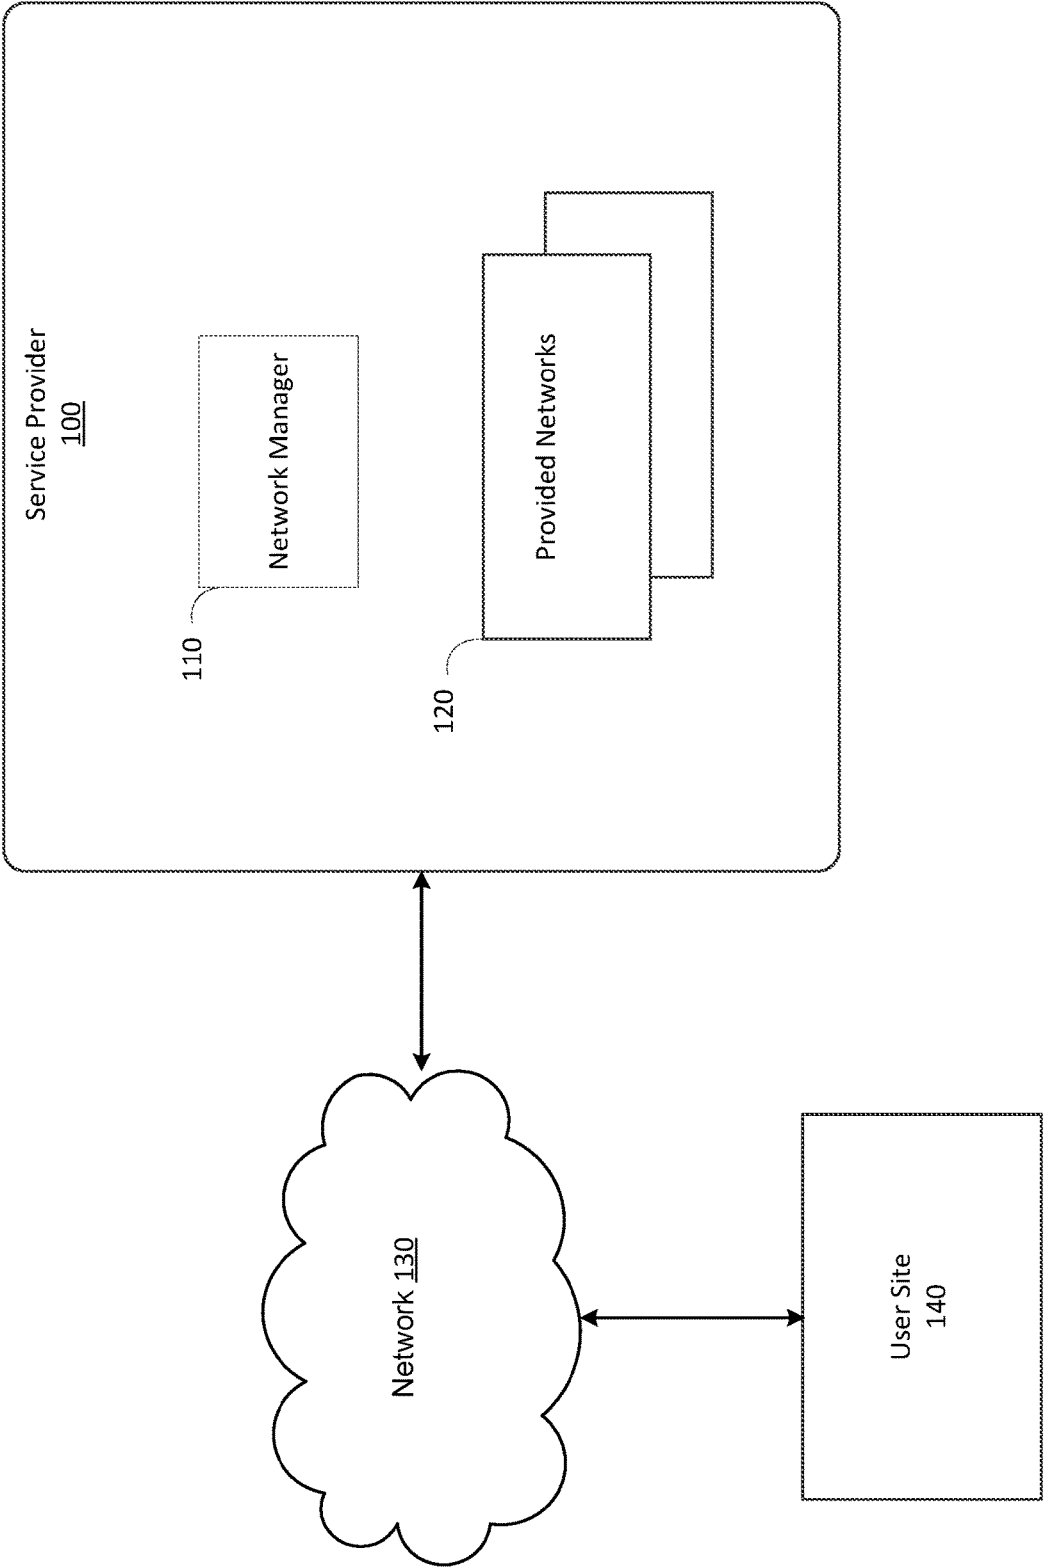 Service Provider
100
110
Network Manager
120
Provided Networks
Network 130
User Site
140